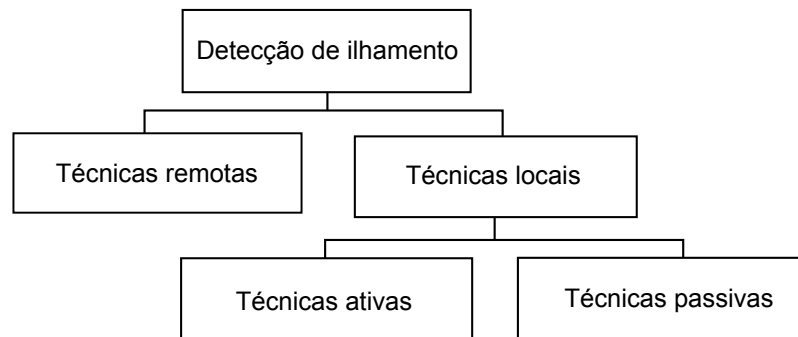 Detecção de ilhamento
Técnicas remotas
Técnicas locais
Técnicas ativas
Técnicas passivas